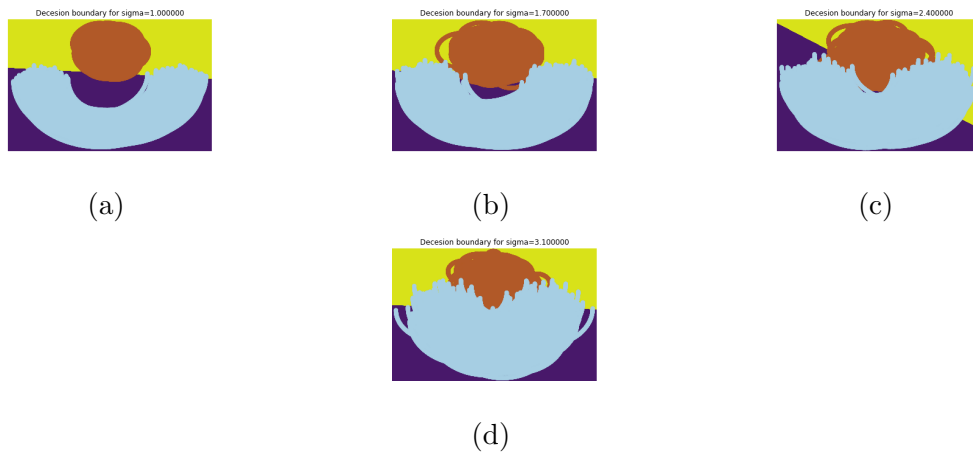 Decesion boundary for sigma=1.000000
Decesion boundary for sigma=1.700000
Decesion boundary for sigma=2.400000
(a)
(b)
(c)
Decesion boundary for sigma=3.100000
(d)